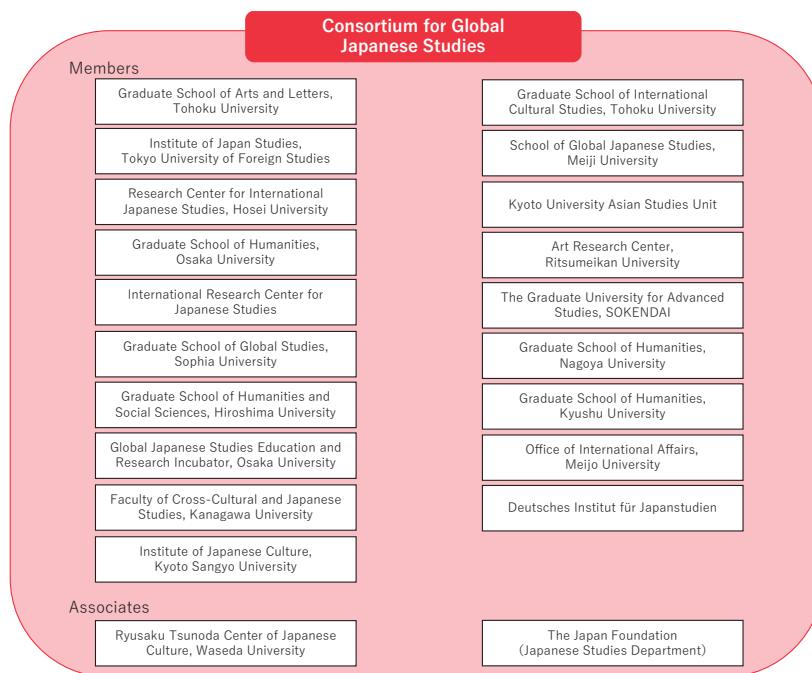 Consortium for Global
Japanese Studies
Members
Graduate School of Arts and Letters,
Tohoku University
Institute of Japan Studies,
Tokyo University of Foreign Studies
Research Center for International
Japanese Studies, Hosei University
Graduate School of Humanities,
Osaka University
International Research Center for
Japanese Studies
Graduate School of Global Studies,
Sophia University
Graduate School of Humanities and
Social Sciences, Hiroshima University
Global Japanese Studies Education and
Research Incubator, Osaka University
Faculty of Cross-Cultural and Japanese
Studies, Kanagawa University
Institute of Japanese Culture,
Kyoto Sangyo University
Graduate School of International
Cultural Studies, Tohoku University
School of Global Japanese Studies,
Meiji University
Kyoto University Asian Studies Unit
Art Research Center,
Ritsumeikan University
The Graduate University for Advanced
Studies, SOKENDAI
Graduate School of Humanities,
Nagoya University
Graduate School of Humanities,
Kyushu University
Office of International Affairs,
Meijo University
Deutsches Institut für Japanstudien
Associates
Ryusaku Tsunoda Center of Japanese
Culture, Waseda University
The Japan Foundation
(Japanese Studies Department)